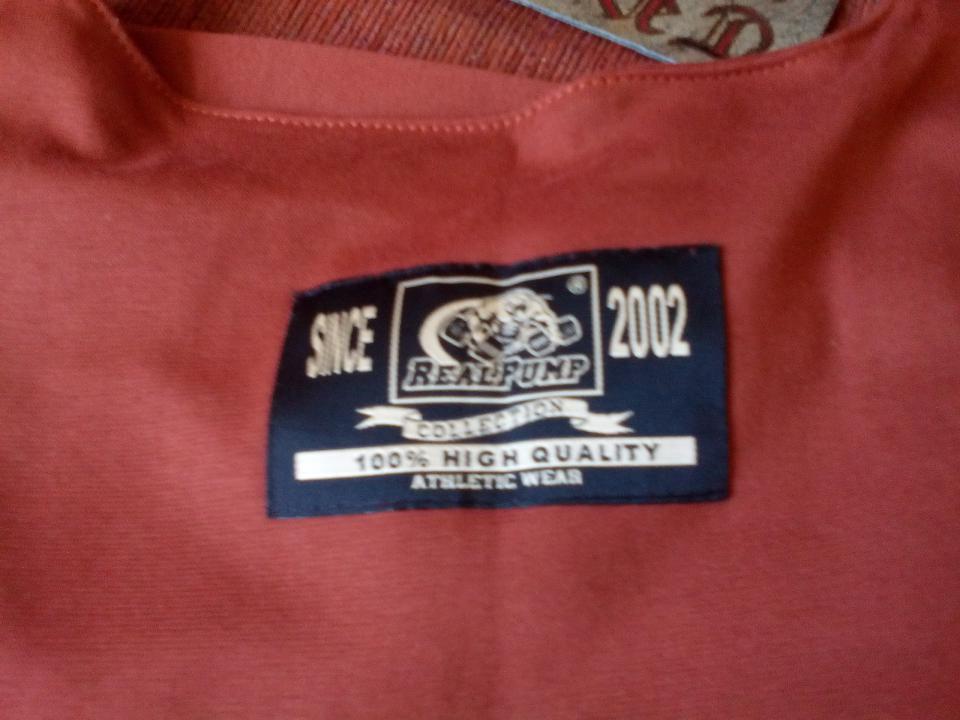 SINCE
®
2002
REALPUMP
COLLECTION
100% HIGH QUALITY
ATHLETIC WEAR